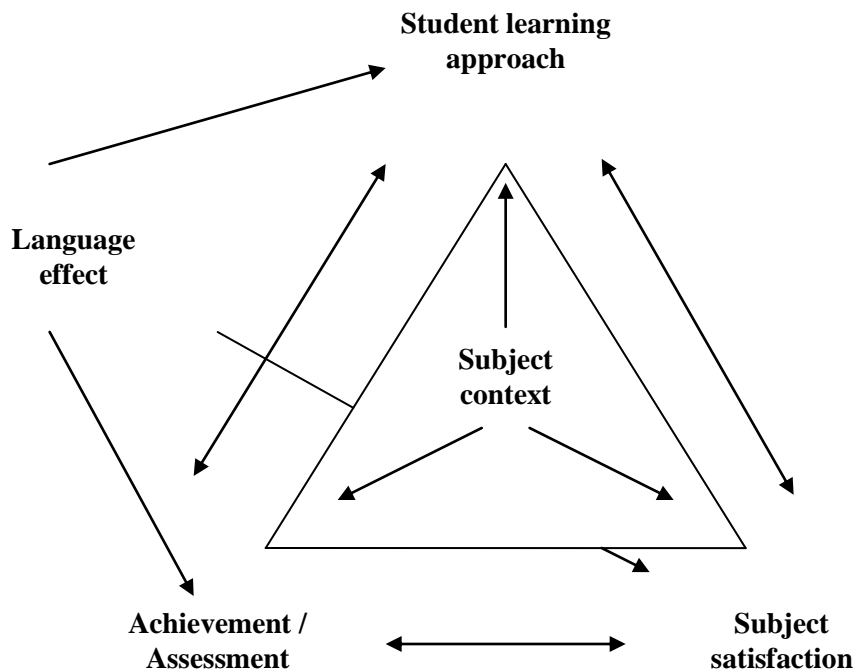 Student learning
approach
Language
effect
Subject
context
Achievement /
Assessment
Subject
satisfaction